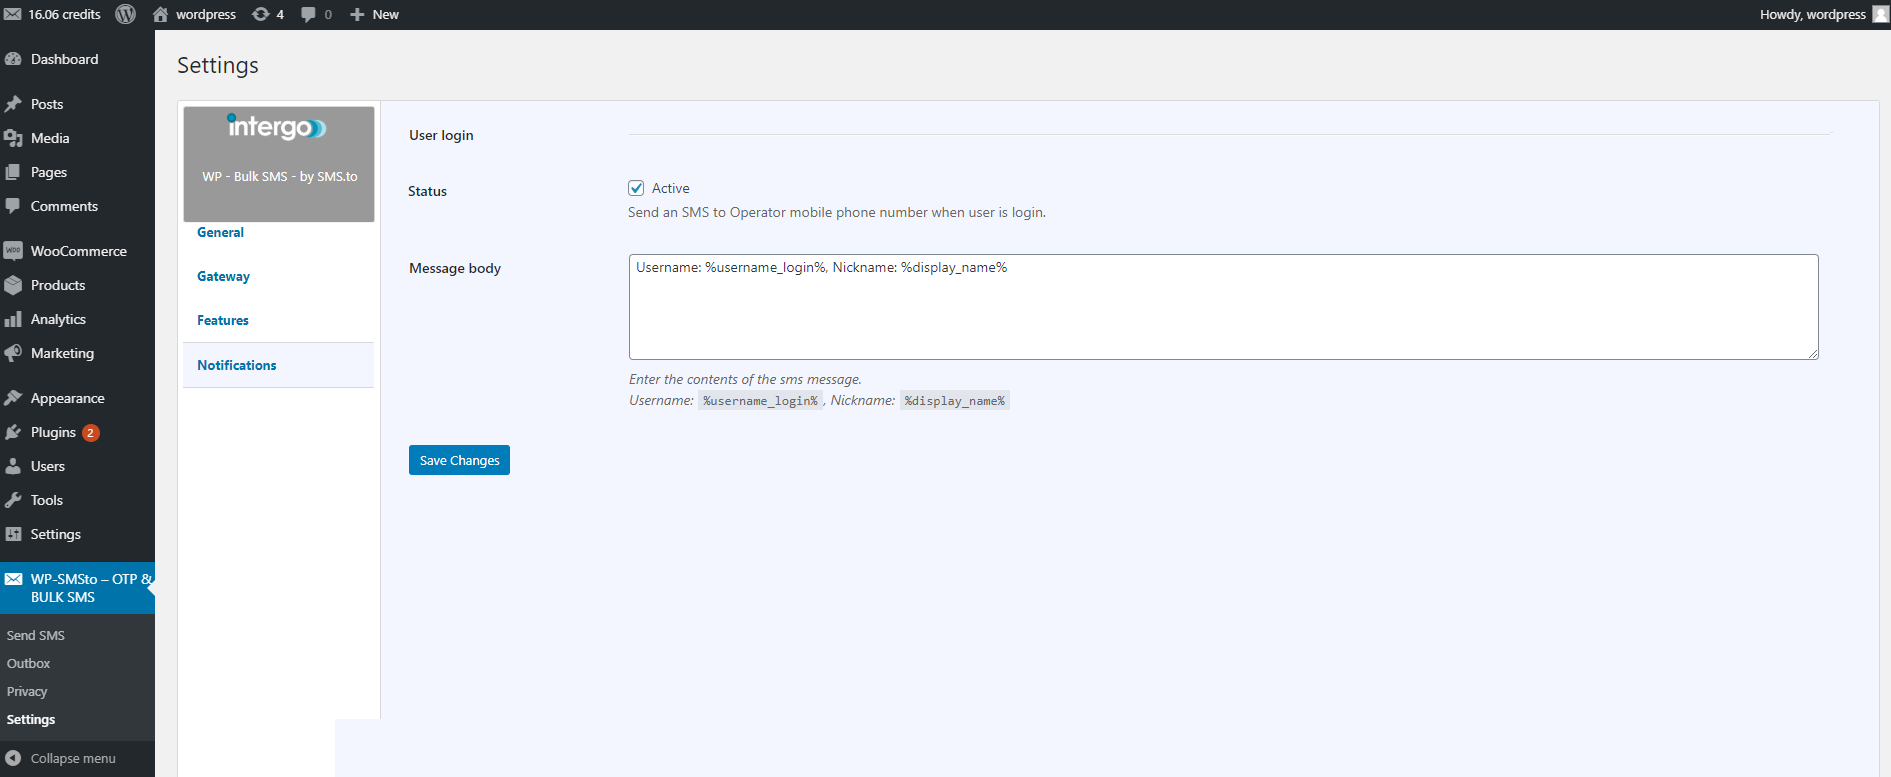 16.06 credits
wordpress
4
0
New
Howdy, wordpress
Dashboard
Posts
Media
Pages
Comments
WOO
WooCommerce
Products
Analytics
Marketing
Appearance
Plugins 2
Users
Tools
Settings
WP-SMSto – OTP &
BULK SMS
Send SMS
Outbox
Privacy
Settings
Collapse menu
Settings
intergo
WP - Bulk SMS - by SMS.to
General
Gateway
Features
Notifications
User login
Status
Active
Send an SMS to Operator mobile phone number when user is login.
Message body
Username: %username_login%, Nickname: %display_name%
Enter the contents of the sms message.
Username: %username_login%, Nickname: %display_name%
Save Changes